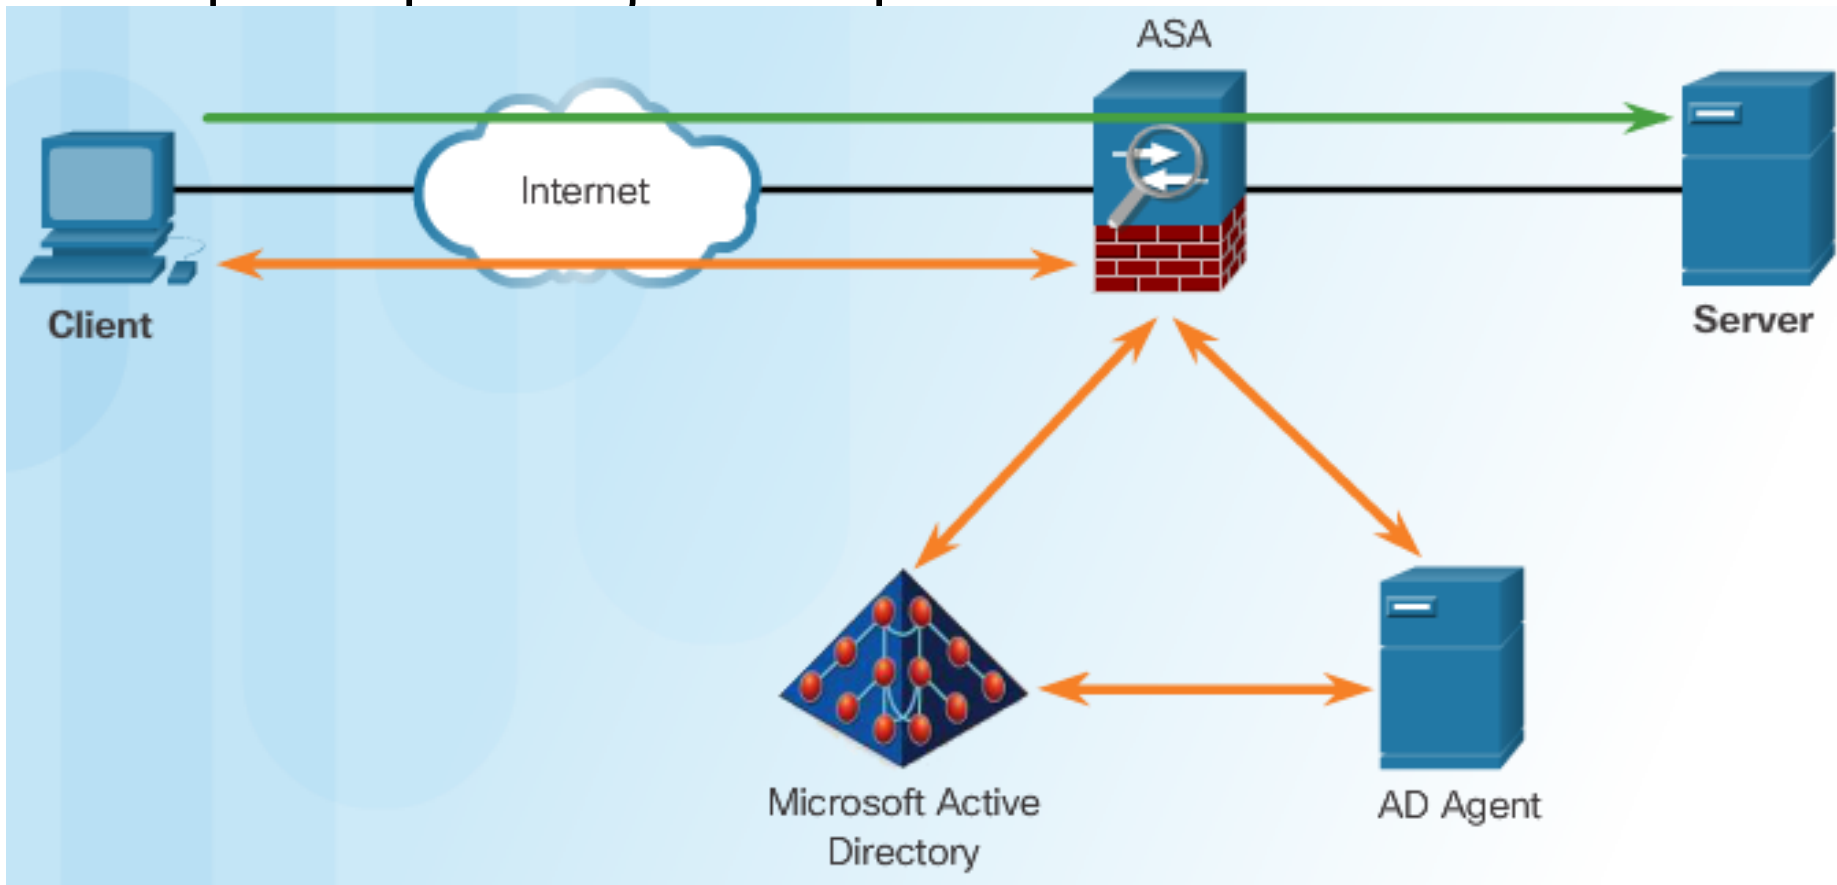 ASA
Internet
Client
Server
Microsoft Active
Directory
AD Agent